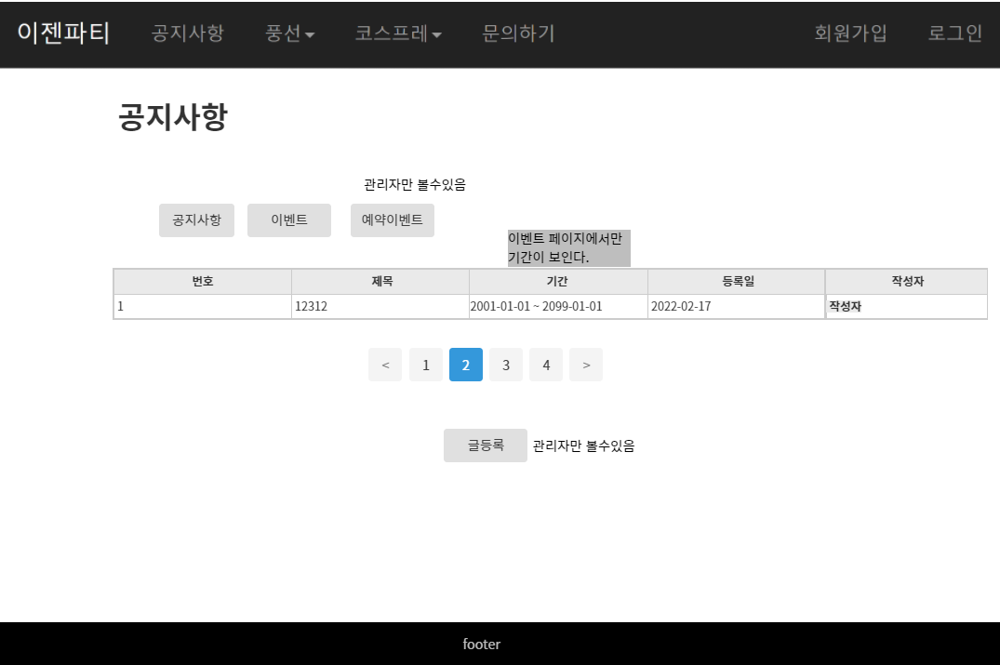 이젠파티 공지사항 풍선 코스프레 문의하기 회원가입 로그인
공지사항
관리자만 볼수있음
공지사항 이벤트 예약이벤트
이벤트 페이지에서만
기간이 보인다.
번호 제목 기간 등록일 작성자
1 12312 2001-01-01 ~ 2099-01-01 2022-02-17 작성자
< 1 2 3 4 >
글등록 관리자만 볼수있음
footer